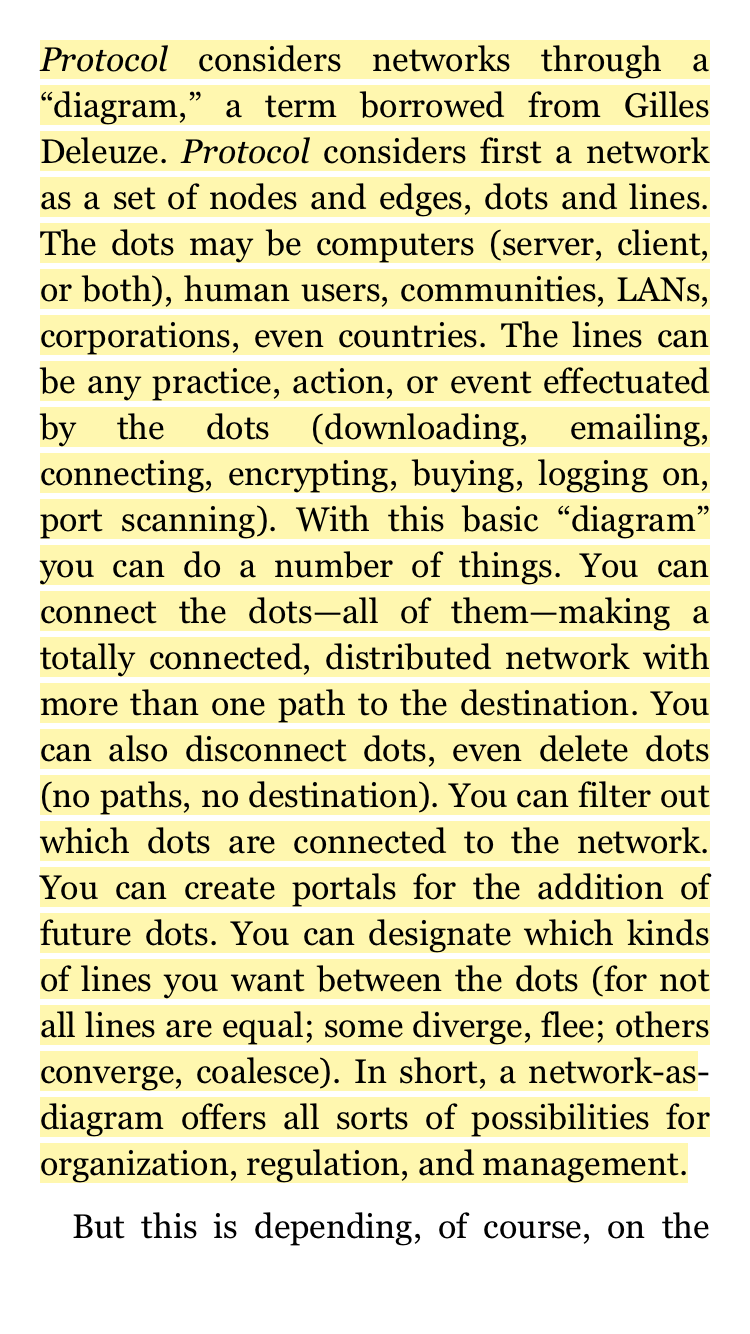 Protocol considers networks through a
“diagram,” a term borrowed from Gilles
Deleuze. Protocol considers first a network
as a set of nodes and edges, dots and lines.
The dots may be computers (server, client,
or both), human users, communities, LANs,
corporations, even countries. The lines can
be any practice, action, or event effectuated
by the dots (downloading, emailing,
connecting, encrypting, buying, logging on,
port scanning). With this basic “diagram”
you can do a number of things. You can
connect the dots—all of them—making a
totally connected, distributed network with
more than one path to the destination. You
can also disconnect dots, even delete dots
(no paths, no destination). You can filter out
which dots are connected to the network.
You can create portals for the addition of
future dots. You can designate which kinds
of lines you want between the dots (for not
all lines are equal; some diverge, flee; others
converge, coalesce). In short, a network-as-
diagram offers all sorts of possibilities for
organization, regulation, and management.
But this is depending, of course, on the